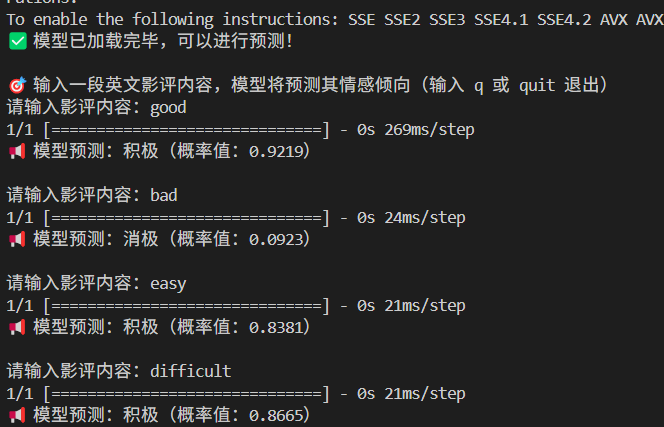 To enable the following instructions: SSE SSE2 SSE3 SSE4.1 SSE4.2 AVX AVX
✅ 模型已加载完毕，可以进行预测！
🎯 输入一段英文影评内容，模型将预测其情感倾向（输入 q 或 quit 退出）
请输入影评内容：good
1/1 [==============================] - 0s 269ms/step
📢 模型预测：积极（概率值：0.9219）
请输入影评内容：bad
1/1 [==============================] - 0s 24ms/step
📢 模型预测：消极（概率值：0.0923）
请输入影评内容：easy
1/1 [==============================] - 0s 21ms/step
📢 模型预测：积极（概率值：0.8381）
请输入影评内容：difficult
1/1 [==============================] - 0s 21ms/step
📢 模型预测：积极（概率值：0.8665）